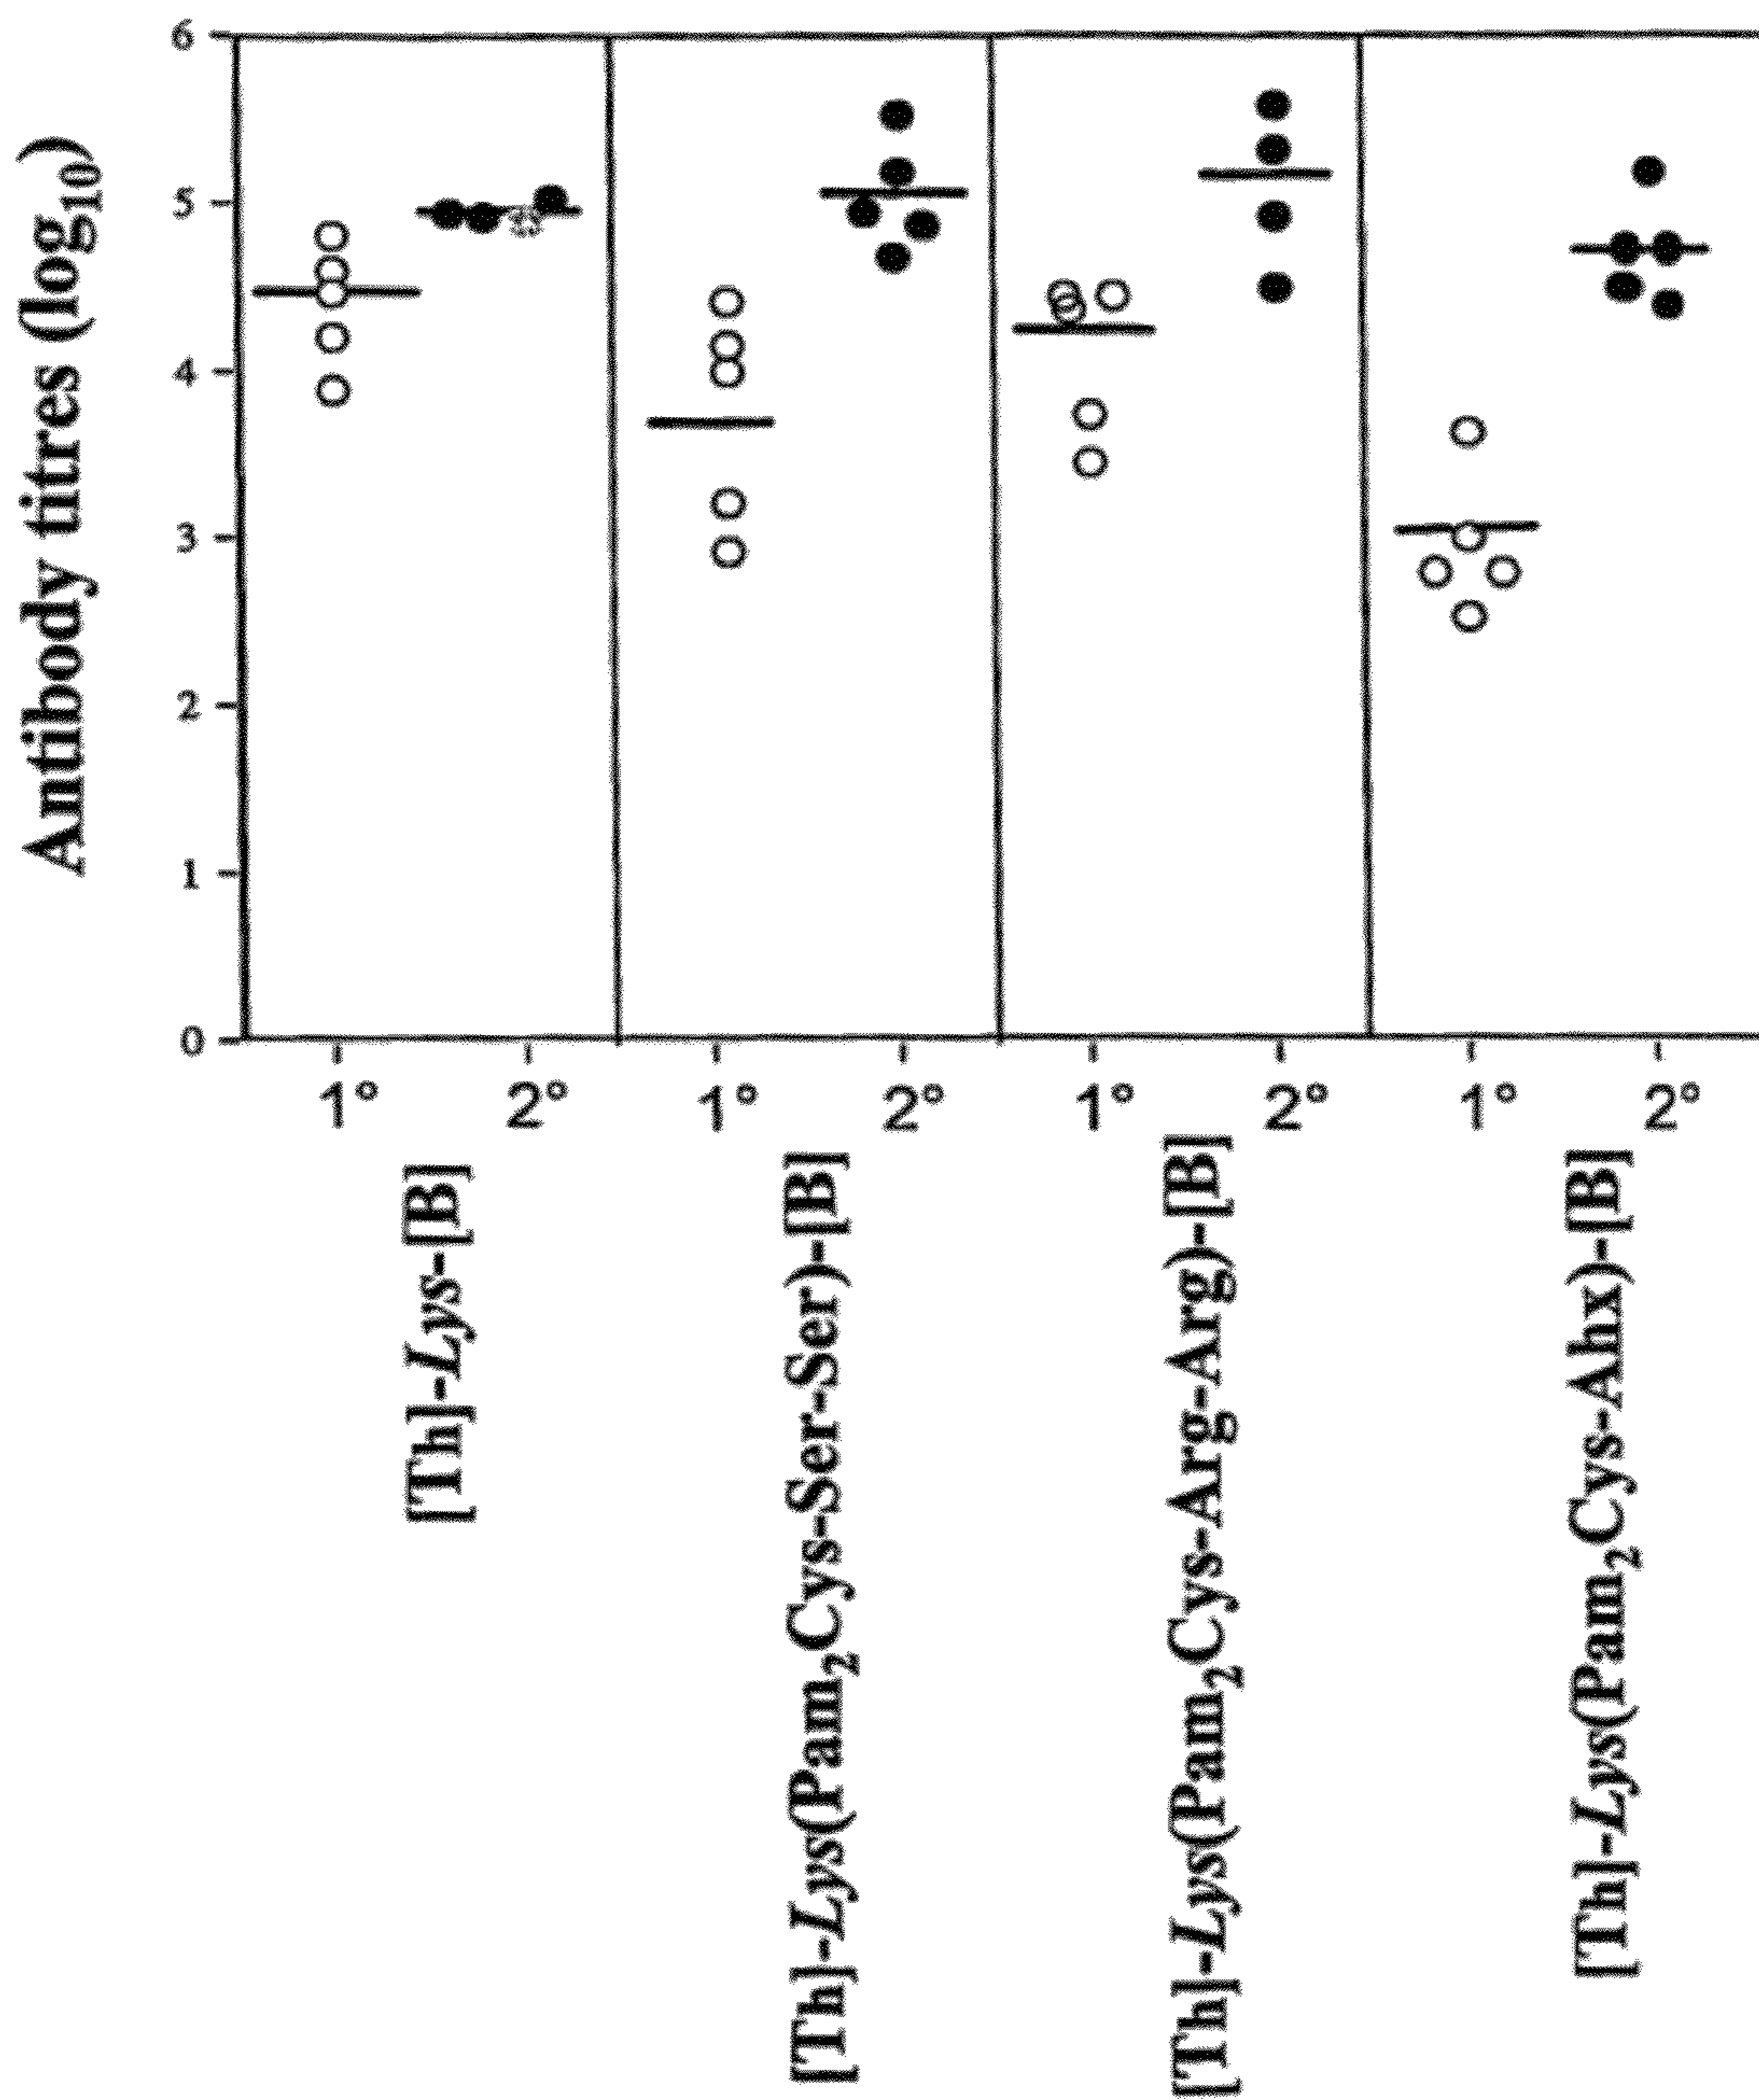 Antibody titres (log10)
6
5
4
3
2
1
0
1° 2° 1° 2° 1° 2° 1° 2°
[Th]-Lys-[B]
[Th]-Lys(Pam2Cys-Ser-Ser)-[B]
[Th]-Lys(Pam2Cys-Arg-Arg)-[B]
[Th]-Lys(Pam2Cys-Ahx)-[B]